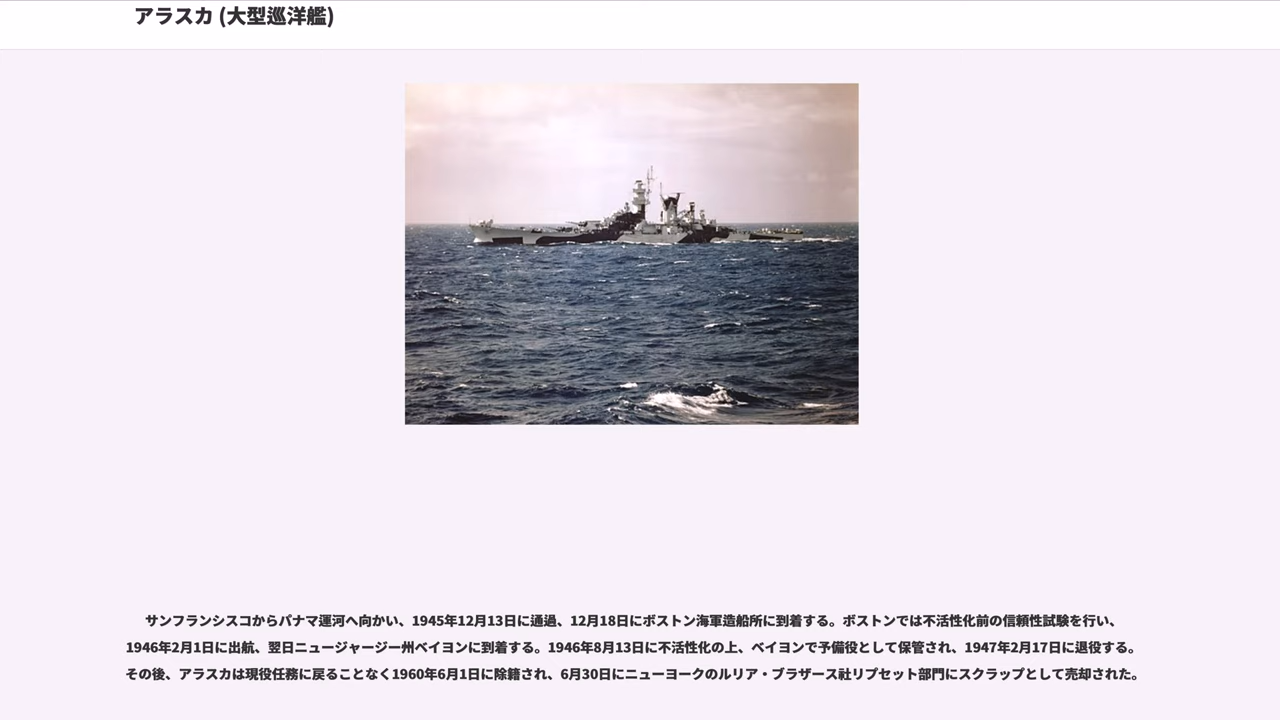 アラスカ (大型巡洋艦)
サンフランシスコからパナマ運河へ向かい、1945年12月13日に通過、12月18日にボストン海軍造船所に到着する。ボストンでは不活性化前の信頼性試験を行い、
1946年2月1日に出航、翌日ニュージャージー州ベイヨンに到着する。1946年8月13日に不活性化の上、ベイヨンで予備役として保管され、1947年2月17日に退役する。
その後、アラスカは現役任務に戻ることなく1960年6月1日に除籍され、6月30日にニューヨークのルリア・ブラザース社リプセット部門にスクラップとして売却された。